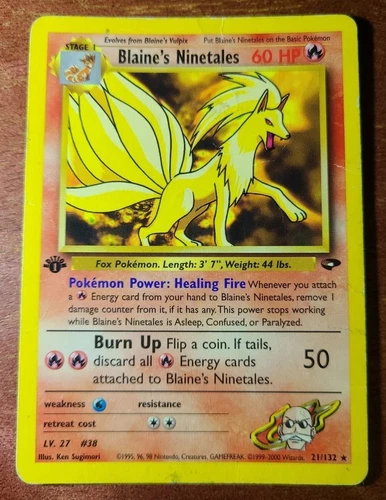 Evolves from Blaine's Vulpix Put Blaine's Ninetales on the Basic Pokémon
STAGE 1
Blaine's Ninetales 60 HP
Fox Pokémon. Length: 3' 7", Weight: 44 lbs.
EDITION 1
Pokémon Power: Healing Fire Whenever you attach
a Energy card from your hand to Blaine's Ninetales, remove 1
damage counter from it, if it has any. This power stops working
while Blaine's Ninetales is Asleep, Confused, or Paralyzed.
Burn Up Flip a coin. If tails,
discard all Energy cards
attached to Blaine's Ninetales.
50
weakness resistance
retreat cost
LV. 27 #38
Illus. Ken Sugimori ©1995, 96, 98 Nintendo, Creatures, GAMEFREAK. ©1999-2000 Wizards. 21/132 ★